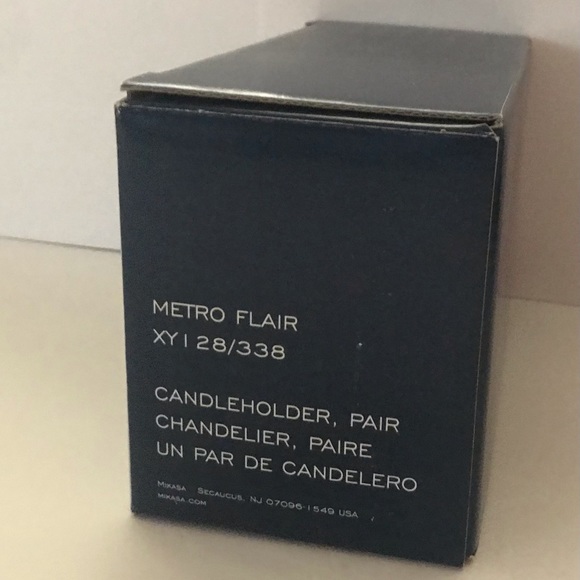 METRO FLAIR
XY128/338
CANDLEHOLDER, PAIR
CHANDELIER, PAIRE
UN PAR DE CANDELERO
MIKASA SECAUCUS, NJ 07096-1549 USA
MIKASA.COM